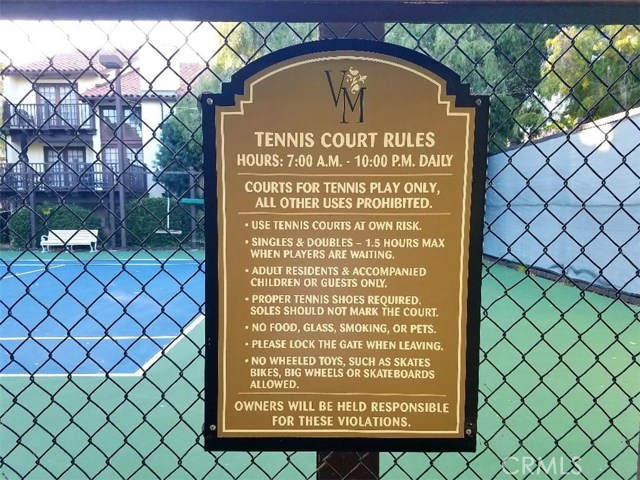 VM
TENNIS COURT RULES
HOURS: 7:00 A.M. - 10:00 P.M. DAILY
COURTS FOR TENNIS PLAY ONLY,
ALL OTHER USES PROHIBITED.
• USE TENNIS COURTS AT OWN RISK.
• SINGLES & DOUBLES – 1.5 HOURS MAX
WHEN PLAYERS ARE WAITING.
• ADULT RESIDENTS & ACCOMPANIED
CHILDREN OR GUESTS ONLY.
• PROPER TENNIS SHOES REQUIRED.
SOLES SHOULD NOT MARK THE COURT.
• NO FOOD, GLASS, SMOKING, OR PETS.
• PLEASE LOCK THE GATE WHEN LEAVING.
• NO WHEELED TOYS, SUCH AS SKATES
BIKES, BIG WHEELS OR SKATEBOARDS
ALLOWED.
OWNERS WILL BE HELD RESPONSIBLE
FOR THESE VIOLATIONS.
CRMLS